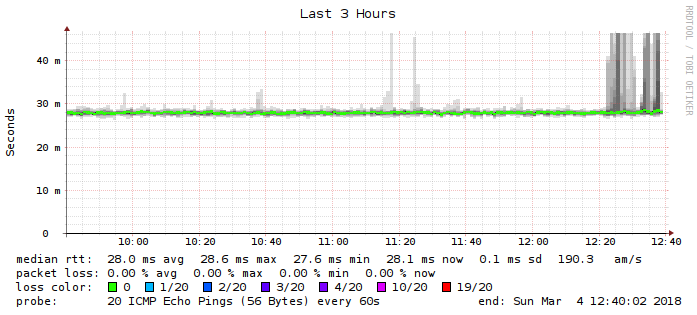 Last 3 Hours
RRDTOOL / TOBI OETIKER
Seconds
40 m
30 m
20 m
10 m
0
10:00 10:20 10:40 11:00 11:20 11:40 12:00 12:20 12:40
median rtt: 28.0 ms avg 28.6 ms max 27.6 ms min 28.1 ms now 0.1 ms sd 190.3 am/s
packet loss: 0.00 % avg 0.00 % max 0.00 % min 0.00 % now
loss color: 0 1/20 2/20 3/20 4/20 10/20 19/20
probe: 20 ICMP Echo Pings (56 Bytes) every 60s end: Sun Mar 4 12:40:02 2018